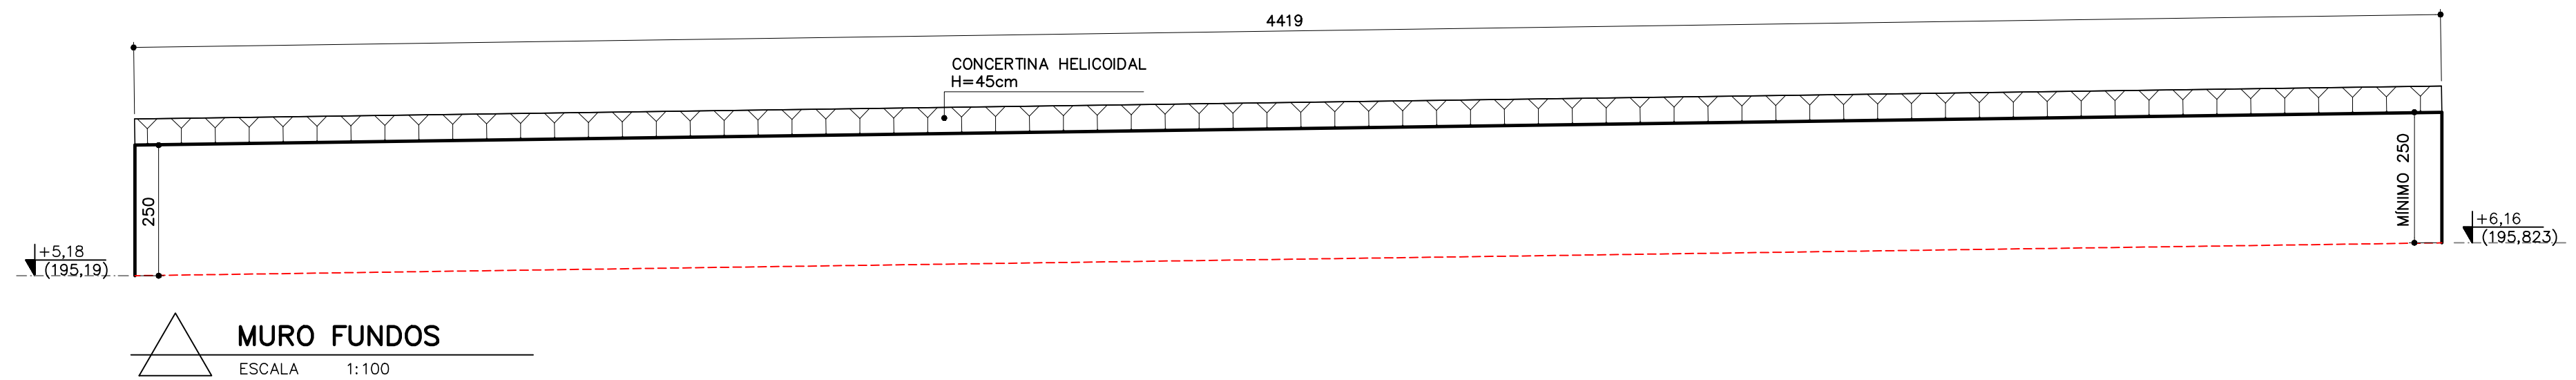 4419
CONCERTINA HELICOIDAL
H=45cm
250
MÍNIMO 250
+5,18
(195,19)
+6,16
(195,823)
MURO FUNDOS
ESCALA 1:100